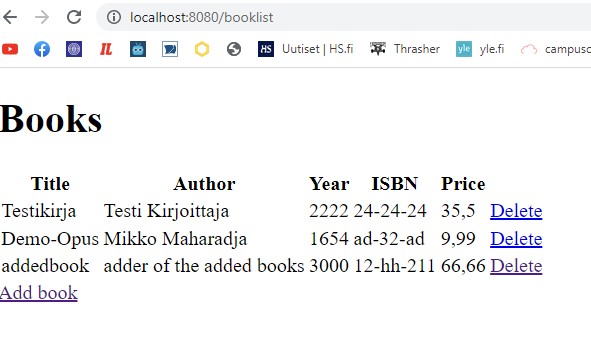 localhost:8080/booklist
IL HS Uutiset | HS.fi Thrasher yle yle.fi campusc
Books
Title Author Year ISBN Price
Testikirja Testi Kirjoittaja 2222 24-24-24 35,5 Delete
Demo-Opus Mikko Maharadja 1654 ad-32-ad 9,99 Delete
addedbook adder of the added books 3000 12-hh-211 66,66 Delete
Add book